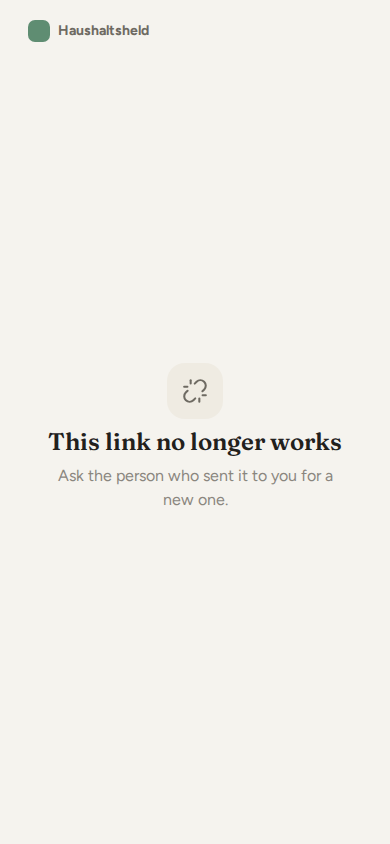 Haushaltsheld
This link no longer works
Ask the person who sent it to you for a
new one.